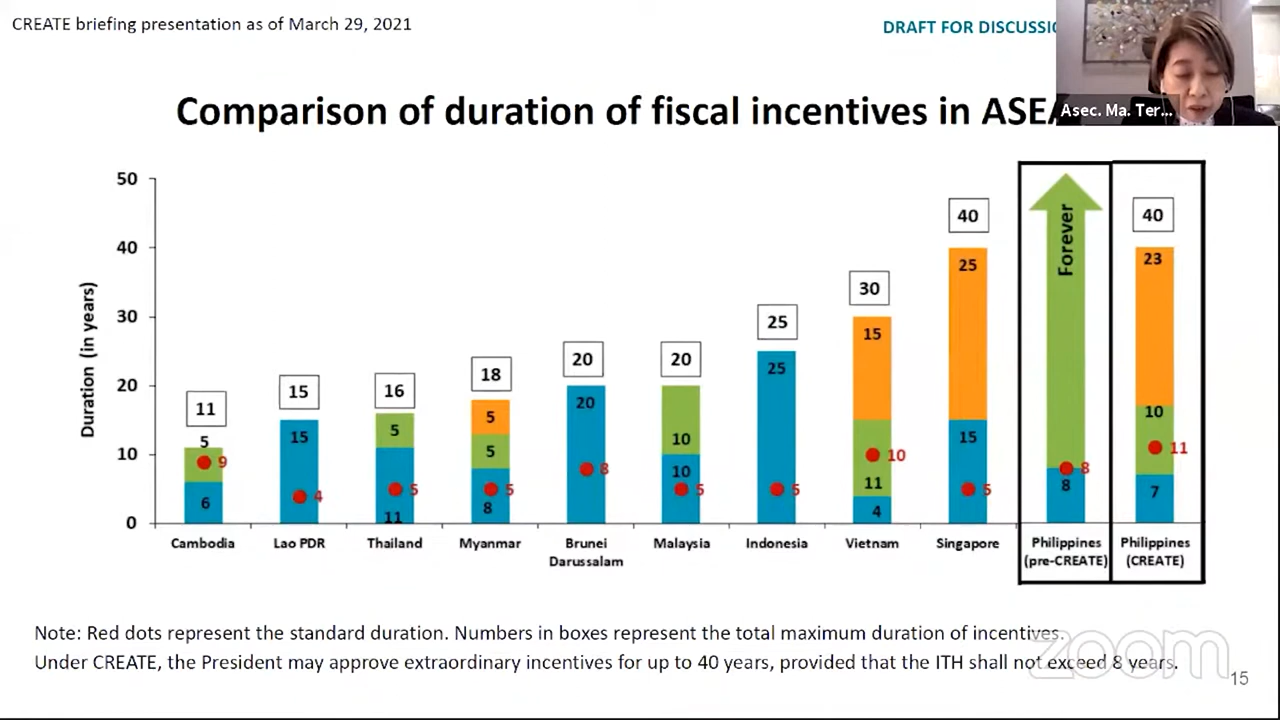 CREATE briefing presentation as of March 29, 2021
DRAFT FOR
Asec. Ma. Ter...
Comparison of duration of fiscal incentives in
Duration (in years)
50
40
30
20
10
0
11
5
9
6
Cambodia
15
15
4
Lao PDR
16
5
5
11
Thailand
18
5
5
5
8
Myanmar
20
20
8
Brunei
Darussalam
20
10
10
5
Malaysia
25
25
5
Indonesia
30
15
10
11
4
Vietnam
40
25
15
5
Singapore
Forever
8
8
Philippines
(pre-CREATE)
40
23
10
11
7
Philippines
(CREATE)
Note: Red dots represent the standard duration. Numbers in boxes represent the total maximum duration of incentives.
Under CREATE, the President may approve extraordinary incentives for up to 40 years, provided that the ITH shall not exceed 8 years.
zoom
15